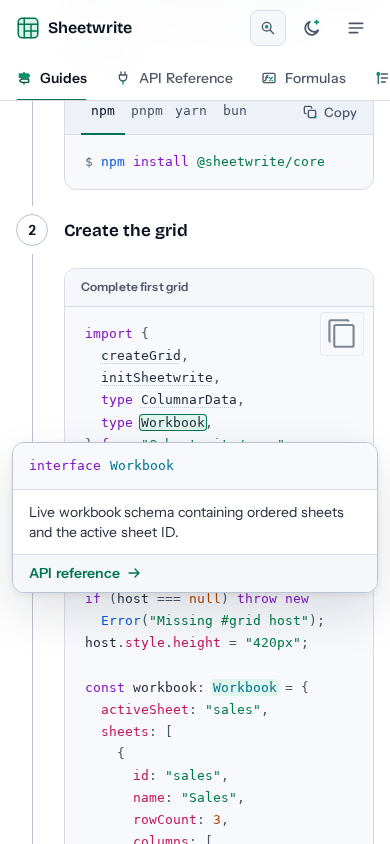 Sheetwrite
Guides
API Reference
Formulas
npm pnpm yarn bun
Copy
$ npm install @sheetwrite/core
2
Create the grid
Complete first grid
import {
createGrid,
initSheetwrite,
type ColumnarData,
type Workbook,
interface Workbook
Live workbook schema containing ordered sheets
and the active sheet ID.
API reference →
if (host === null) throw new
Error("Missing #grid host");
host.style.height = "420px";
const workbook: Workbook = {
activeSheet: "sales",
sheets: [
{
id: "sales",
name: "Sales",
rowCount: 3,
columns: [